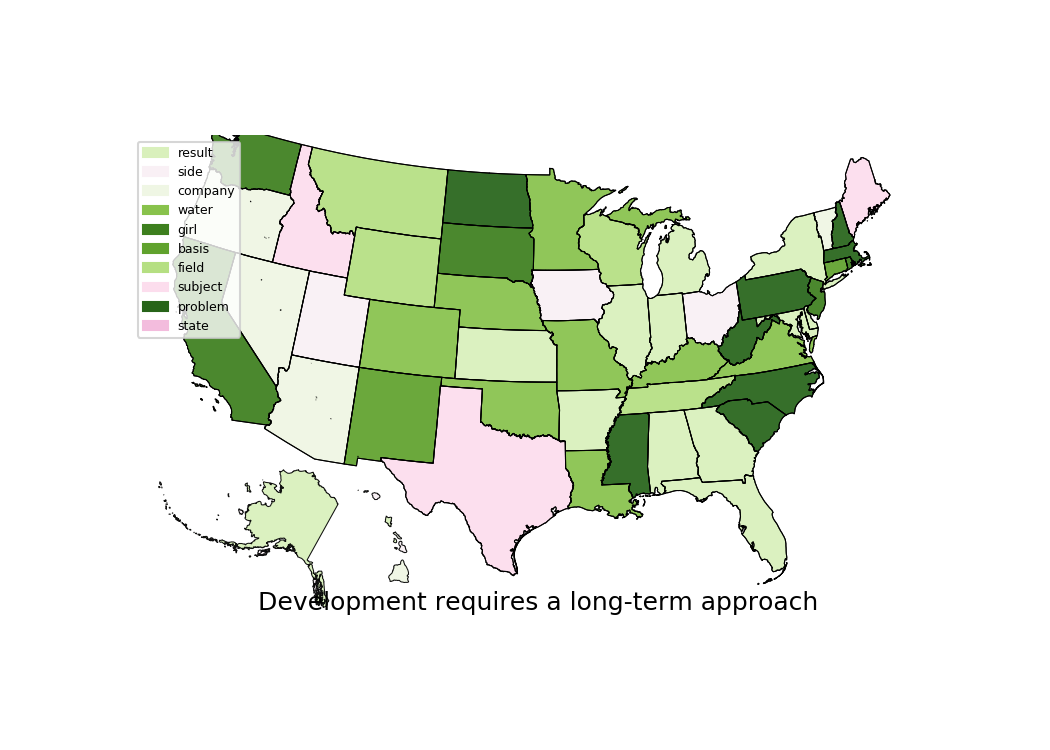 result
side
company
water
girl
basis
field
subject
problem
state
Development requires a long-term approach